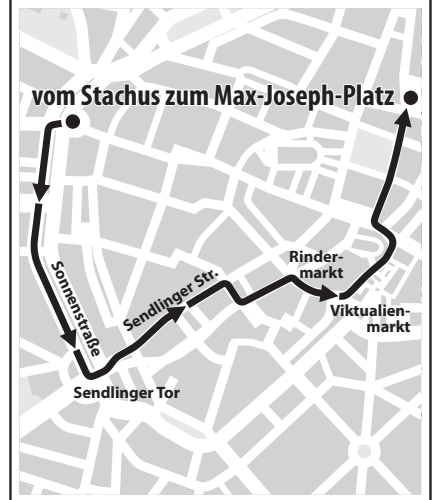 vom Stachus zum Max-Joseph-Platz
Sonnenstraße
Sendlinger Str.
Rinder-
markt
Viktualien-
markt
Sendlinger Tor